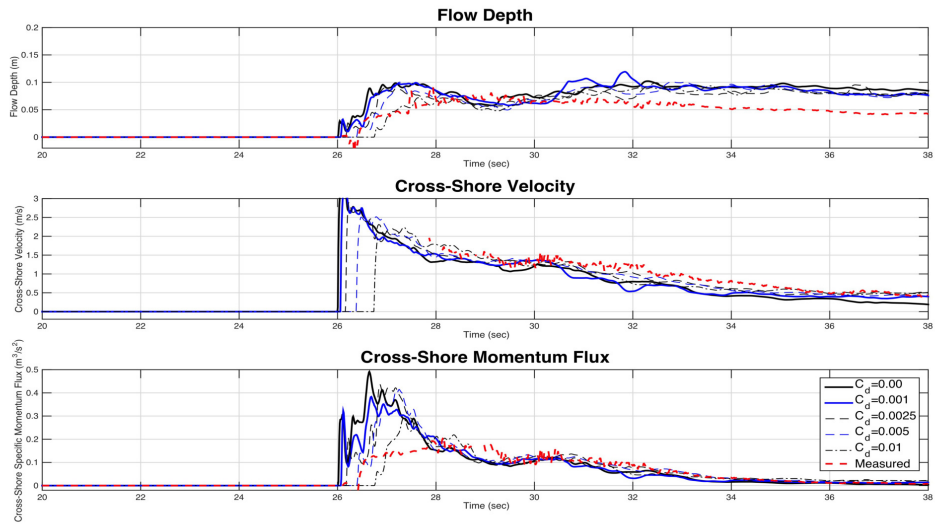 Flow Depth
0.2
0.15
0.1
0.05
0
Flow Depth (m)
20 22 24 26 28 30 32 34 36 38
Time (sec)
Cross-Shore Velocity
3
2.5
2
1.5
1
0.5
0
Cross-Shore Velocity (m/s)
20 22 24 26 28 30 32 34 36 38
Time (sec)
Cross-Shore Momentum Flux
0.5
0.4
0.3
0.2
0.1
0
Cross-Shore Specific Momentum Flux (m³/s²)
20 22 24 26 28 30 32 34 36 38
Time (sec)
C_d=0.00
C_d=0.001
C_d=0.0025
C_d=0.005
C_d=0.01
Measured